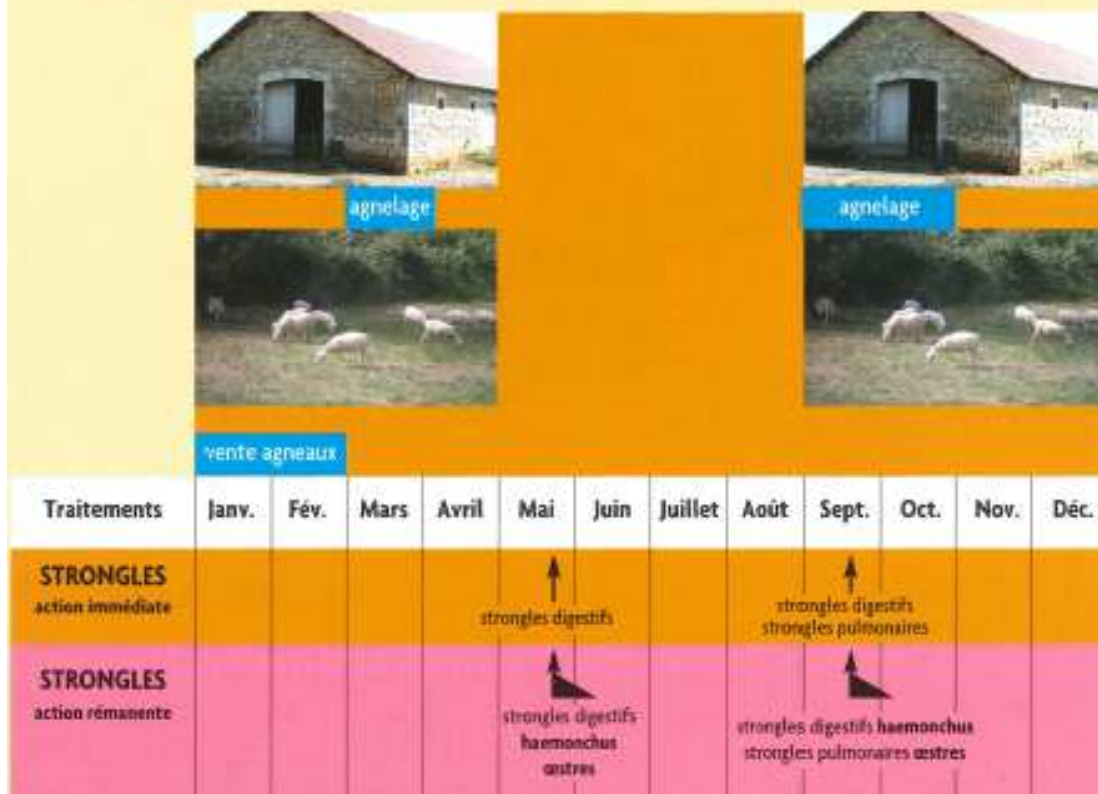 agnelage
agnelage
vente agneaux
Traitements Janv. Fév. Mars Avril Mai Juin Juillet Août Sept. Oct. Nov. Déc.
STRONGLES
action immédiate
strongles digestifs
strongles digestifs
strongles pulmonaires
STRONGLES
action rémanente
strongles digestifs
haemonchus
œstres
strongles digestifs haemonchus
strongles pulmonaires œstres